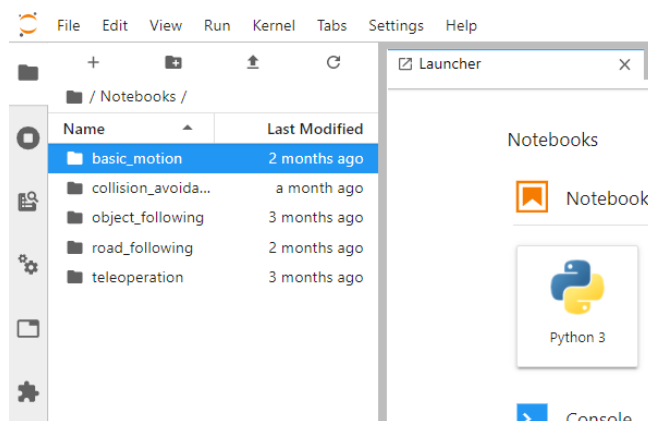 File Edit View Run Kernel Tabs Settings Help
/ Notebooks /
Name Last Modified
basic_motion 2 months ago
collision_avoida... a month ago
object_following 3 months ago
road_following 2 months ago
teleoperation 3 months ago
Launcher
Notebooks
Notebook
Python 3
Console